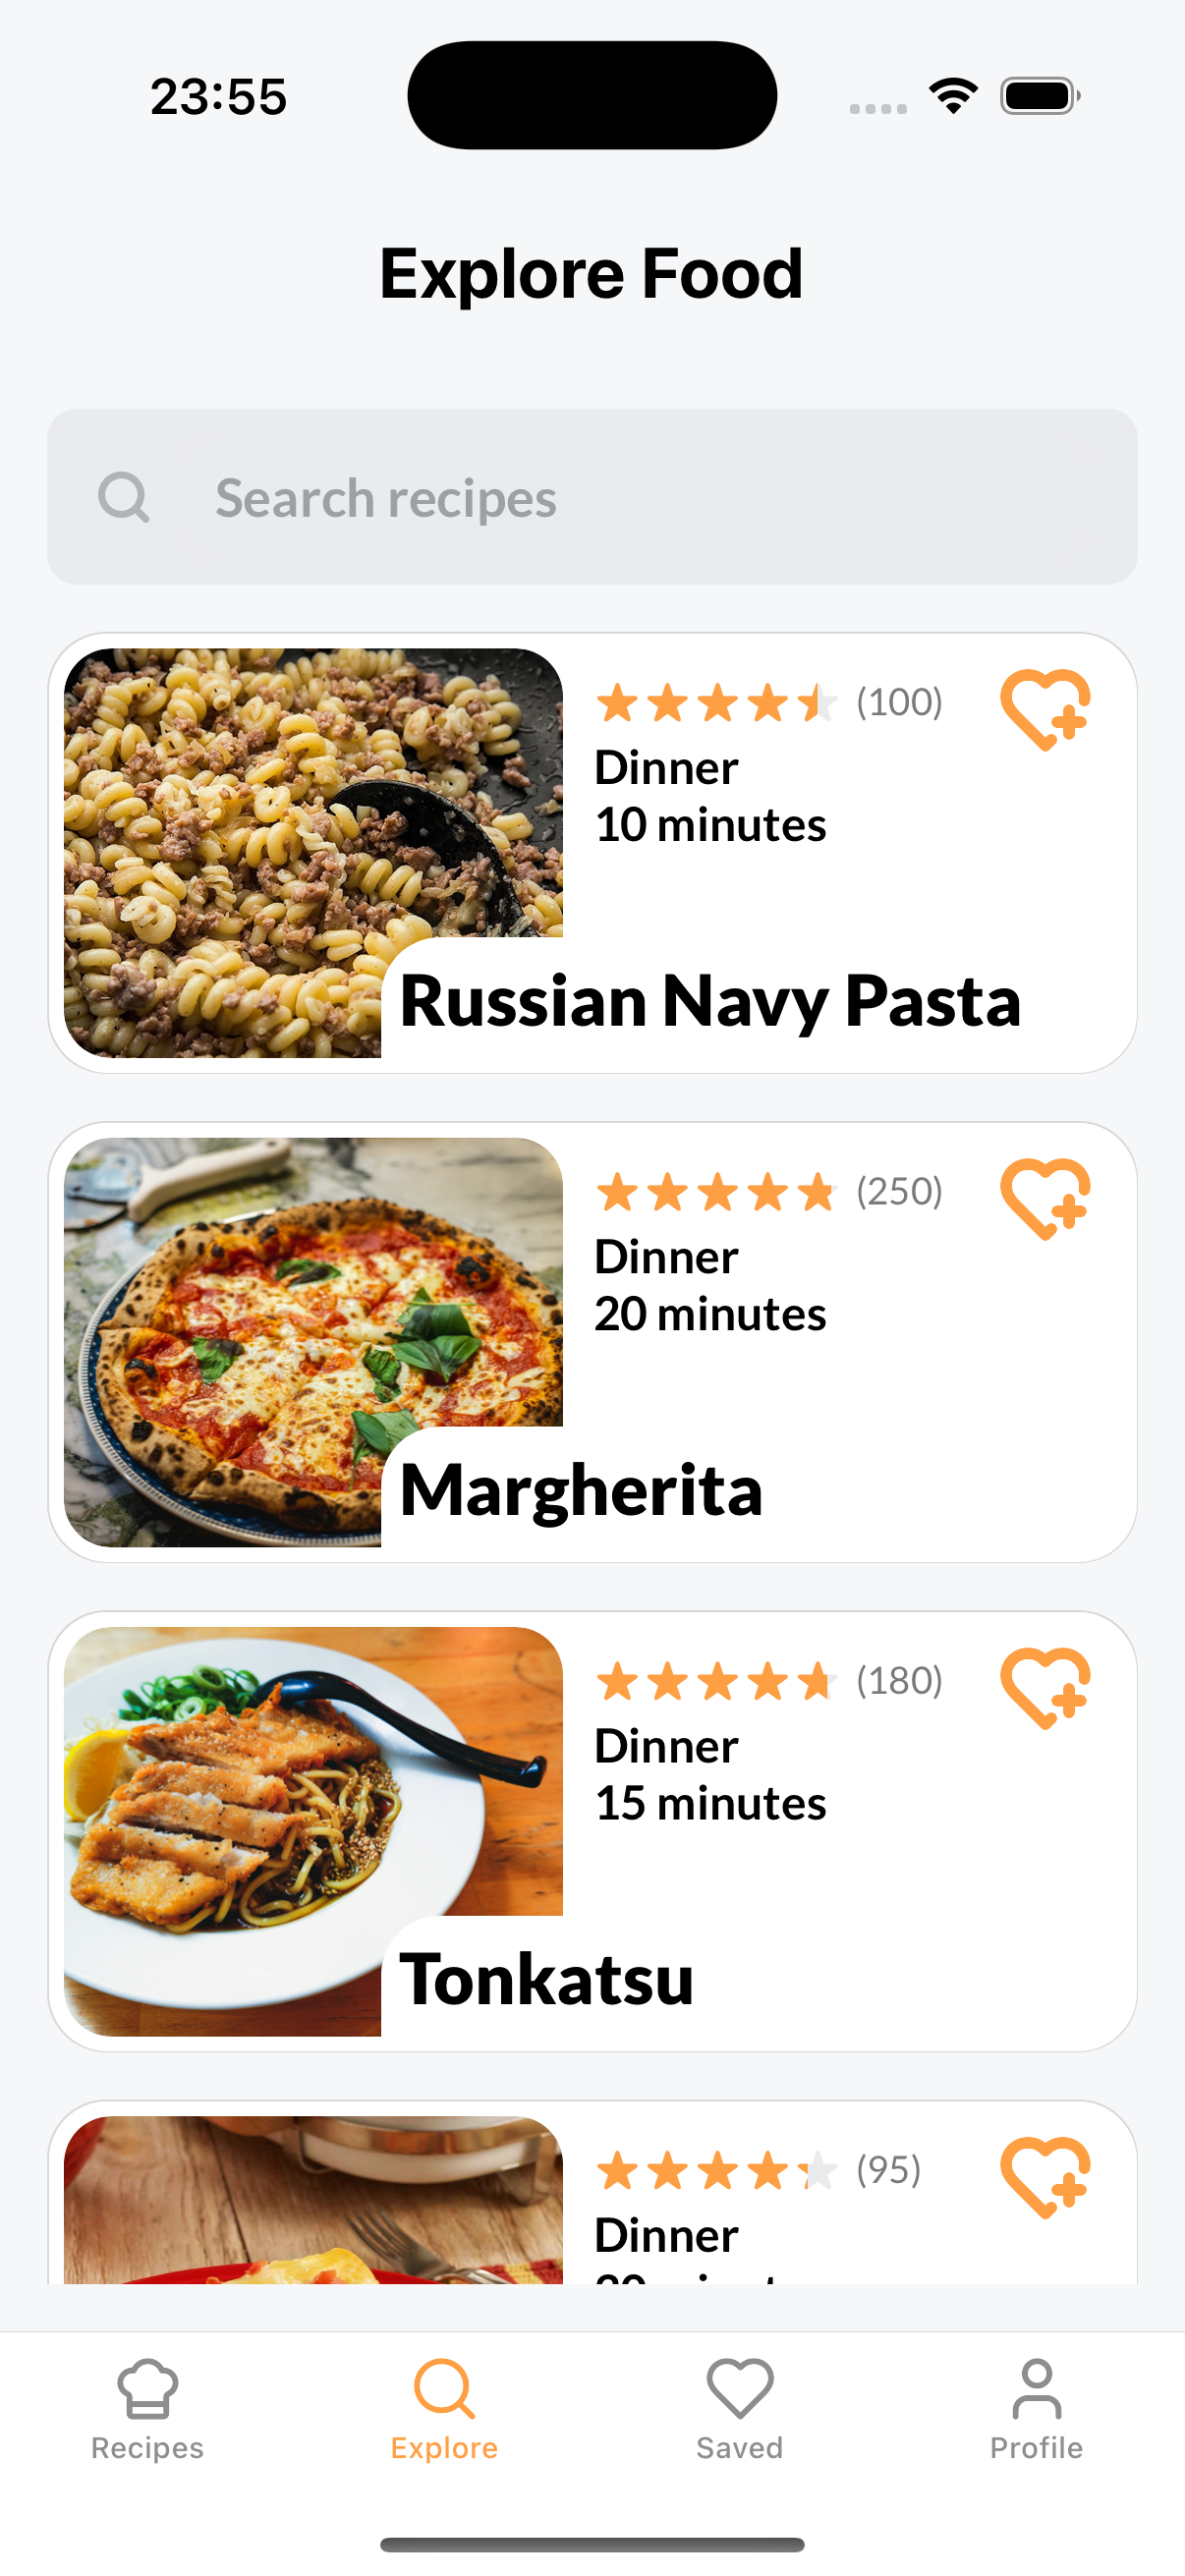 23:55
Explore Food
Search recipes
(100)
Dinner
10 minutes
Russian Navy Pasta
(250)
Dinner
20 minutes
Margherita
(180)
Dinner
15 minutes
Tonkatsu
(95)
Dinner
Recipes
Explore
Saved
Profile